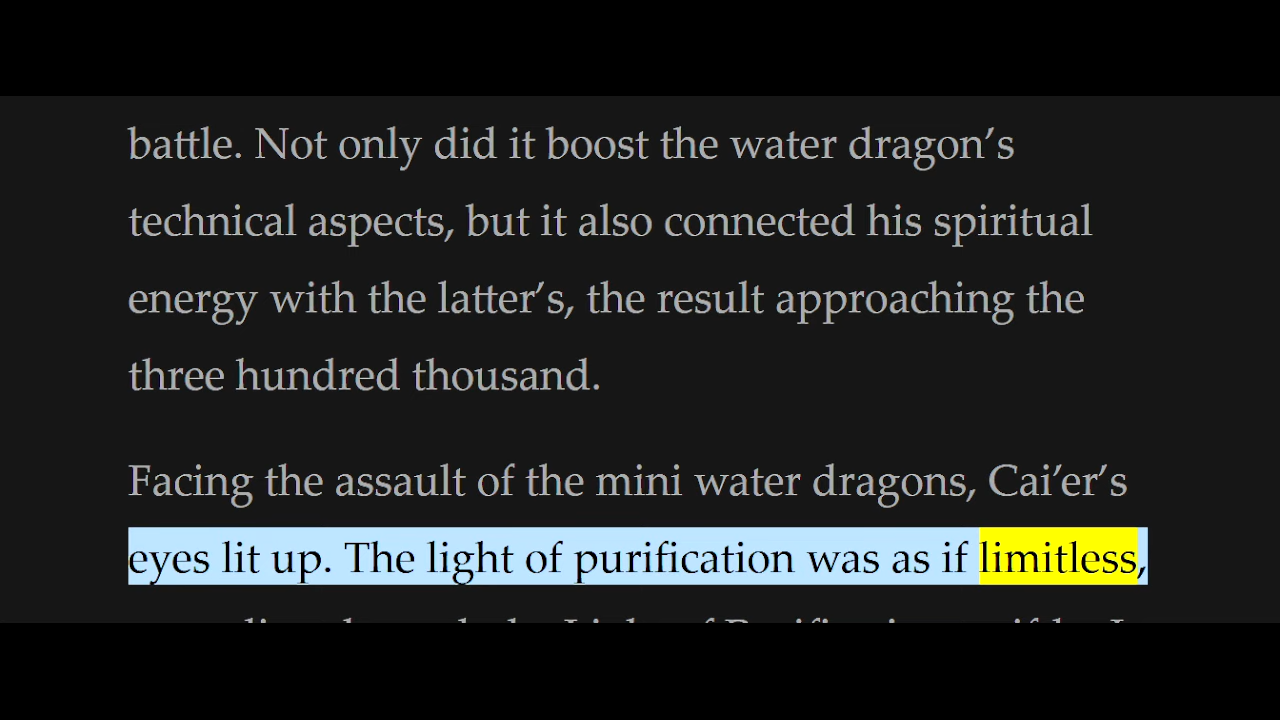 battle. Not only did it boost the water dragon’s
technical aspects, but it also connected his spiritual
energy with the latter’s, the result approaching the
three hundred thousand.
Facing the assault of the mini water dragons, Cai’er’s
eyes lit up. The light of purification was as if limitless,